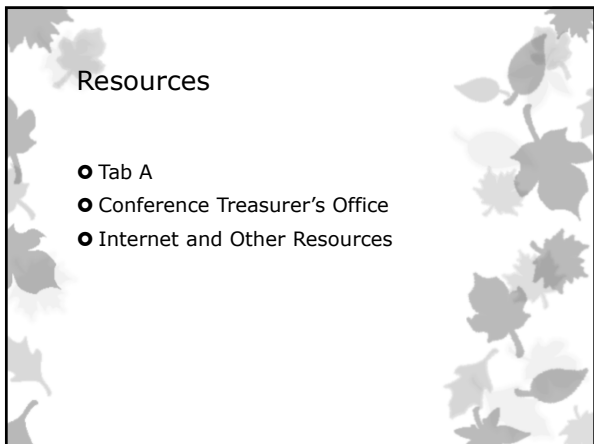 Resources
Tab A
Conference Treasurer’s Office
Internet and Other Resources